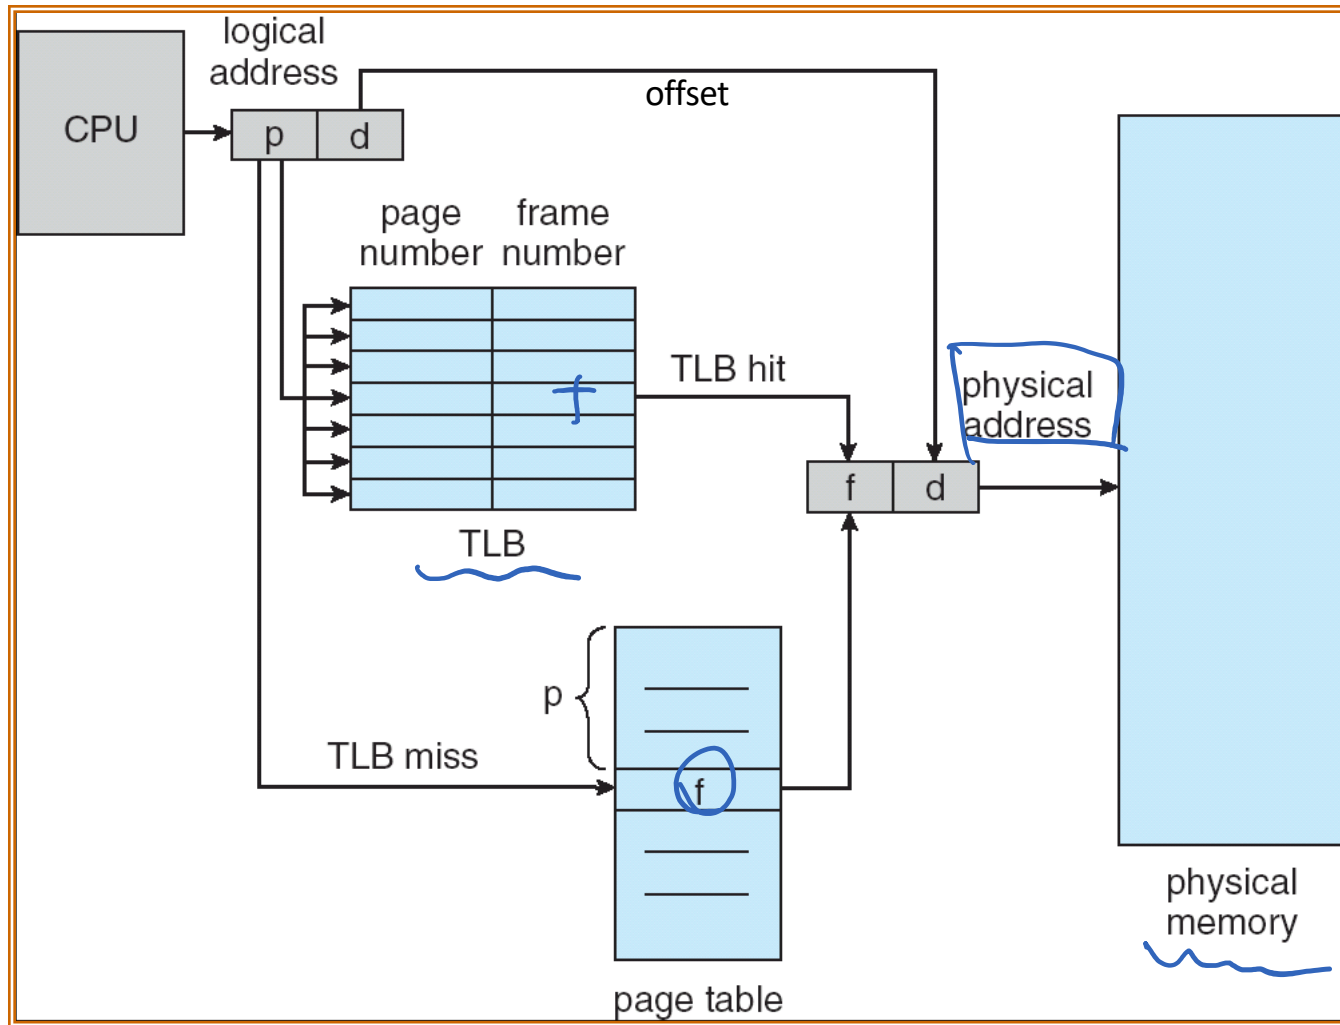 logical
address
offset
CPU
p
d
page
number
frame
number
TLB hit
physical
address
f
d
TLB
p
TLB miss
f
physical
memory
page table